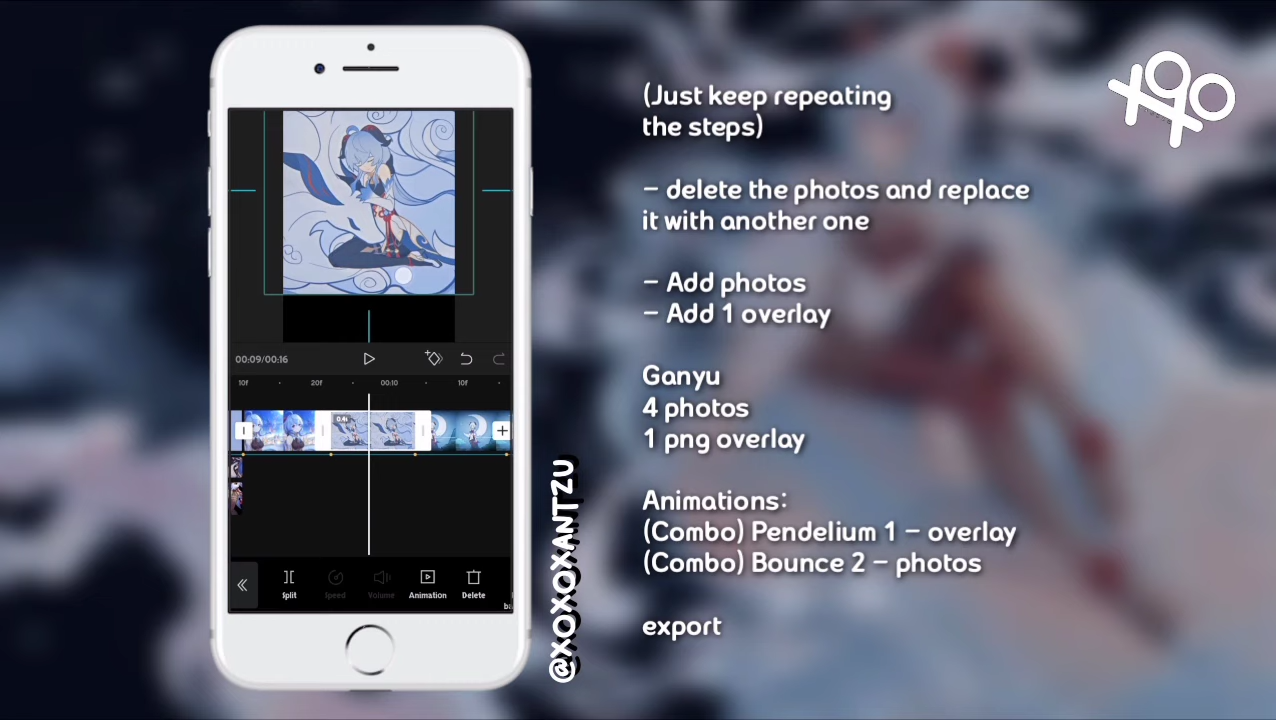 00:09/00:16
10f
20f
00:10
10f
0.4s
Split
Speed
Volume
Animation
Delete
@XOXOXANTZU
(Just keep repeating
the steps)
- delete the photos and replace
it with another one
- Add photos
- Add 1 overlay
Ganyu
4 photos
1 png overlay
Animations:
(Combo) Pendelium 1 - overlay
(Combo) Bounce 2 - photos
export